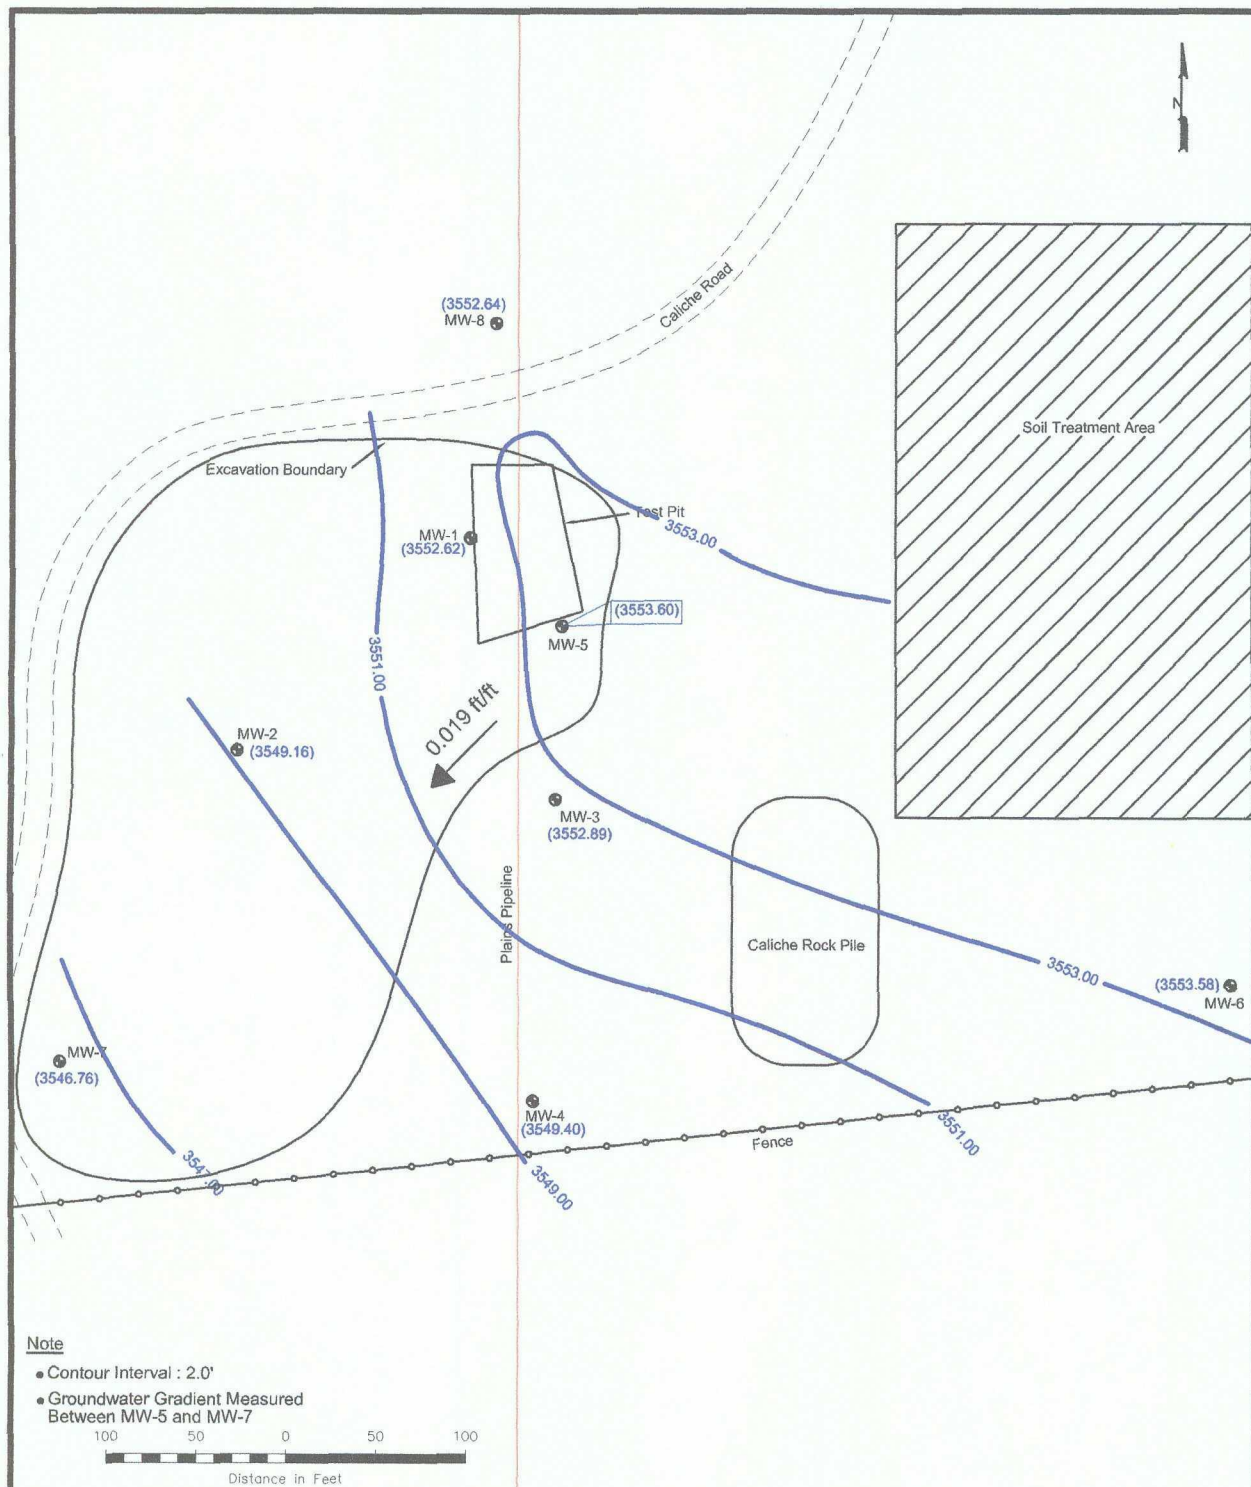 N
(3552.64)
MW-8
Caliche Road
Soil Treatment Area
Excavation Boundary
Test Pit
3553.00
MW-1
(3552.62)
(3553.60)
MW-5
3551.00
0.019 ft/ft
MW-2
(3549.16)
MW-3
(3552.89)
Plains Pipeline
Caliche Rock Pile
3553.00
(3553.58)
MW-6
MW-7
(3546.76)
MW-4
(3549.40)
Fence
3551.00
3547.00
3549.00
Note
• Contour Interval : 2.0'
• Groundwater Gradient Measured
Between MW-5 and MW-7
100 50 0 50 100
Distance in Feet